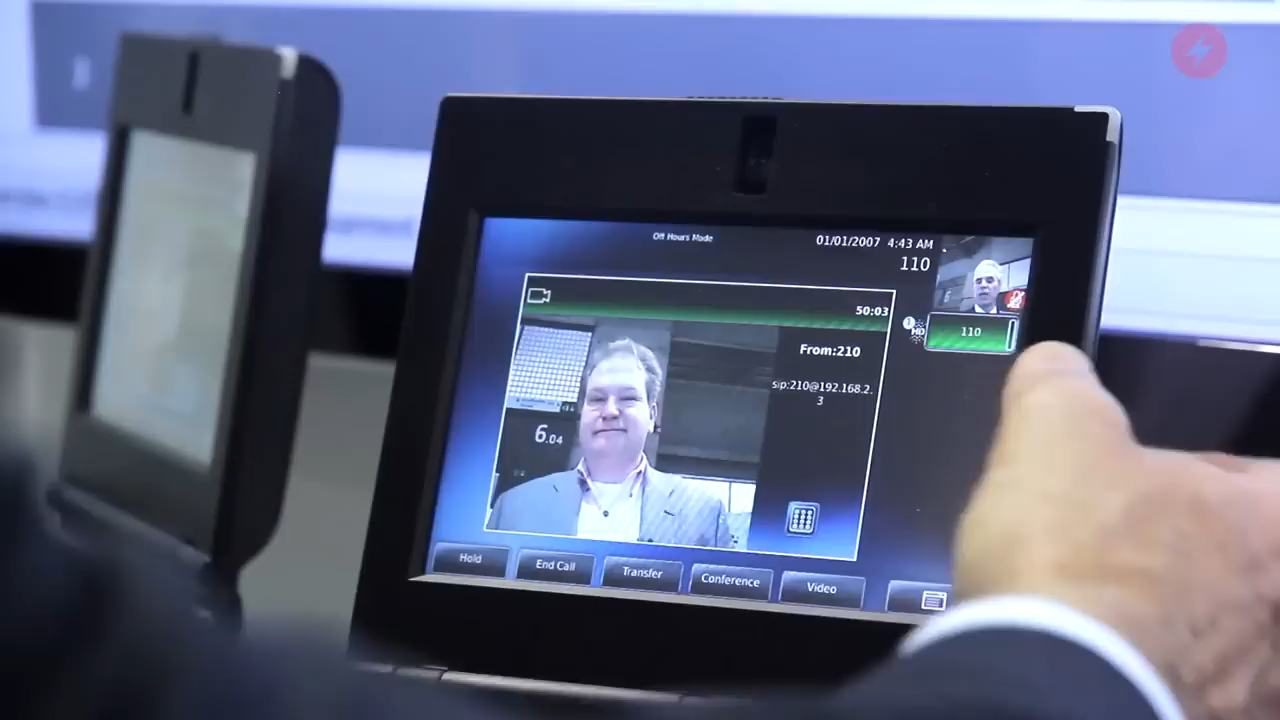 Off Hours Mode
01/01/2007 4:43 AM
110
50:03
HD
110
From:210
sip:210@192.168.2.
3
6.04
Hold
End Call
Transfer
Conference
Video